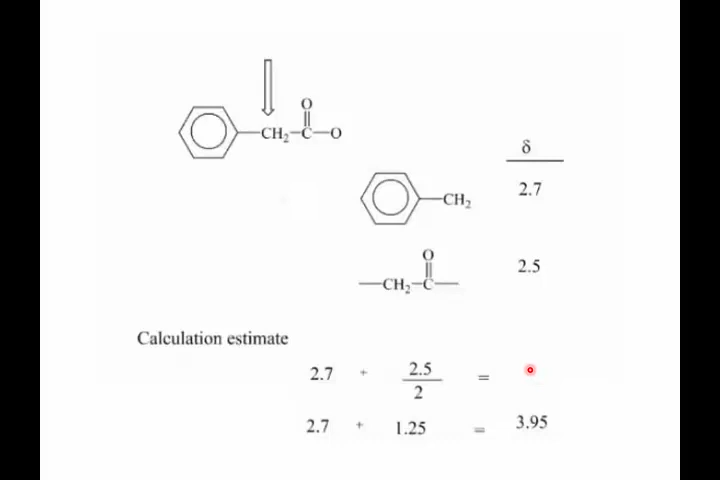 O
CH2-C-O
δ
CH2 2.7
O
-CH2-C- 2.5
Calculation estimate
2.7 + 2.5/2 =
2.7 + 1.25 = 3.95